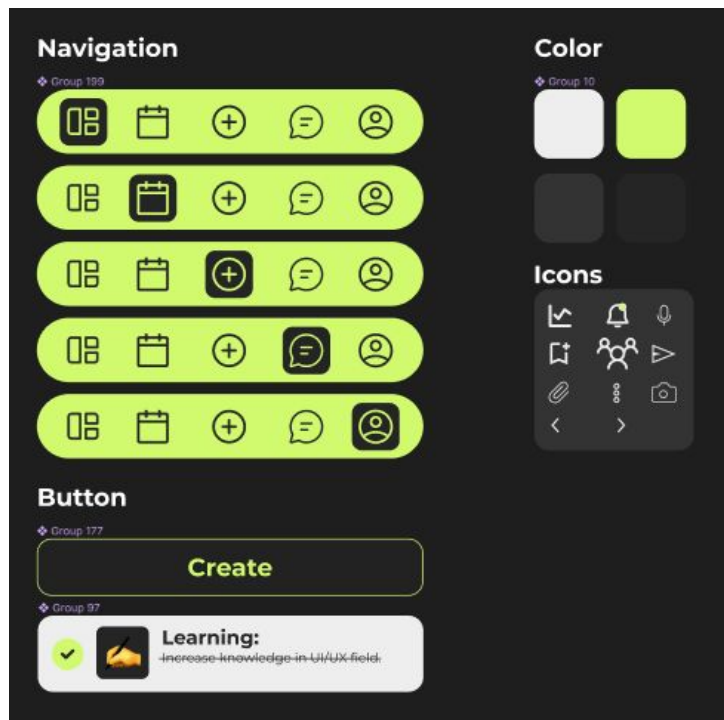 Navigation
Group 199
Color
Group 10
Icons
Button
Group 177
Create
Group 97
Learning:
Increase knowledge in UI/UX field.